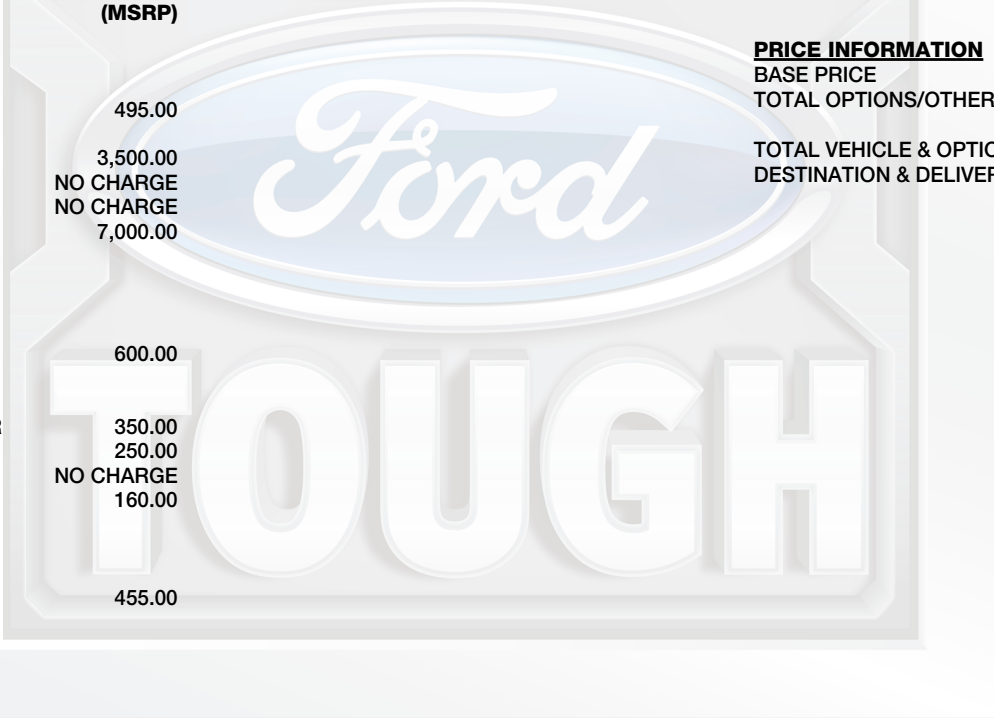 (MSRP)
495.00
3,500.00
NO CHARGE
NO CHARGE
7,000.00
600.00
350.00
250.00
NO CHARGE
160.00
455.00
PRICE INFORMATION
BASE PRICE
TOTAL OPTIONS/OTHER
TOTAL VEHICLE & OPTIO
DESTINATION & DELIVER
Ford
TOUGH